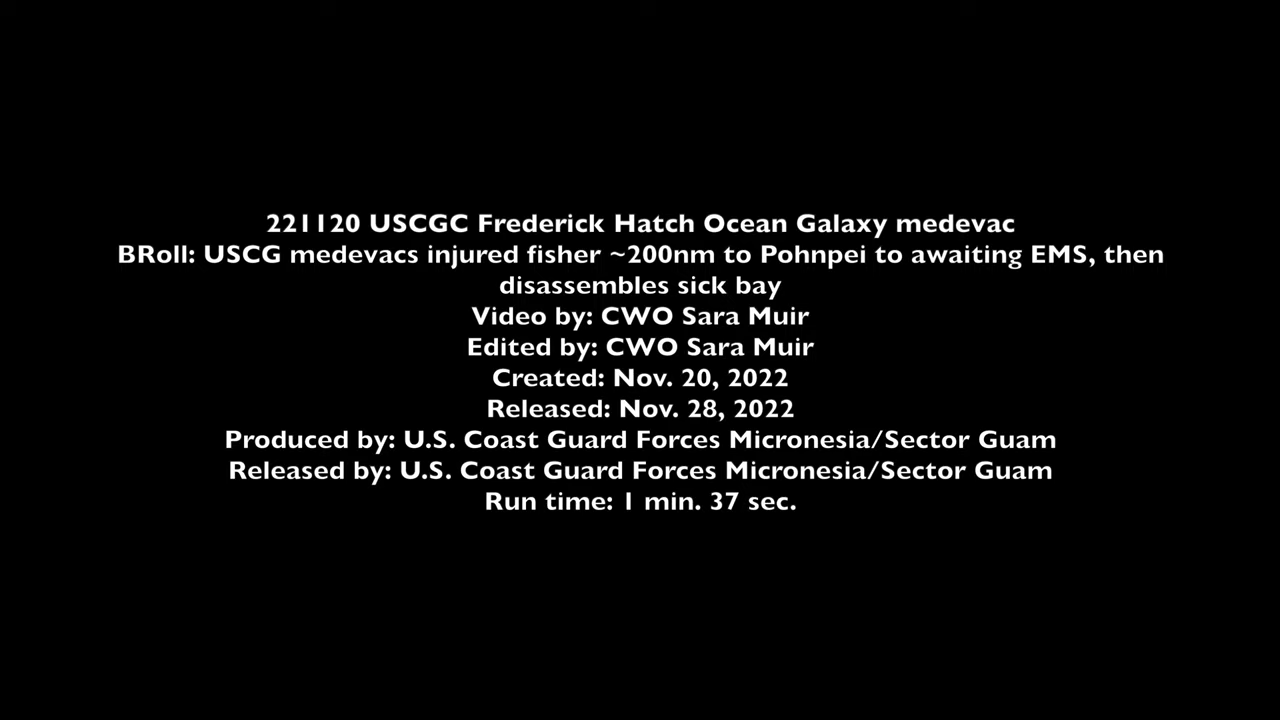 221120 USCGC Frederick Hatch Ocean Galaxy medevac
BRoll: USCG medevacs injured fisher ~200nm to Pohnpei to awaiting EMS, then
disassembles sick bay
Video by: CWO Sara Muir
Edited by: CWO Sara Muir
Created: Nov. 20, 2022
Released: Nov. 28, 2022
Produced by: U.S. Coast Guard Forces Micronesia/Sector Guam
Released by: U.S. Coast Guard Forces Micronesia/Sector Guam
Run time: 1 min. 37 sec.